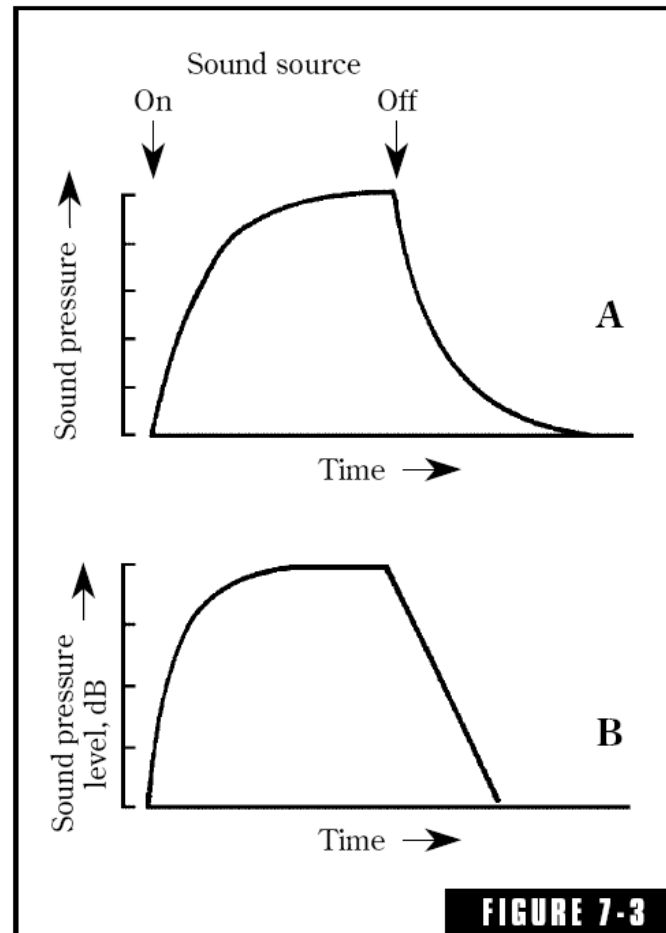 Sound source
On Off
Sound pressure
A
Time
Sound pressure
level, dB
B
Time
FIGURE 7-3